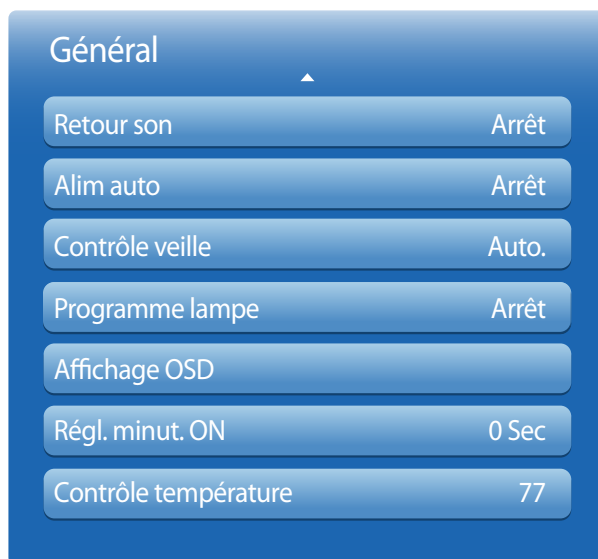 Général
Retour son Arrêt
Alim auto Arrêt
Contrôle veille Auto.
Programme lampe Arrêt
Affichage OSD
Régl. minut. ON 0 Sec
Contrôle température 77